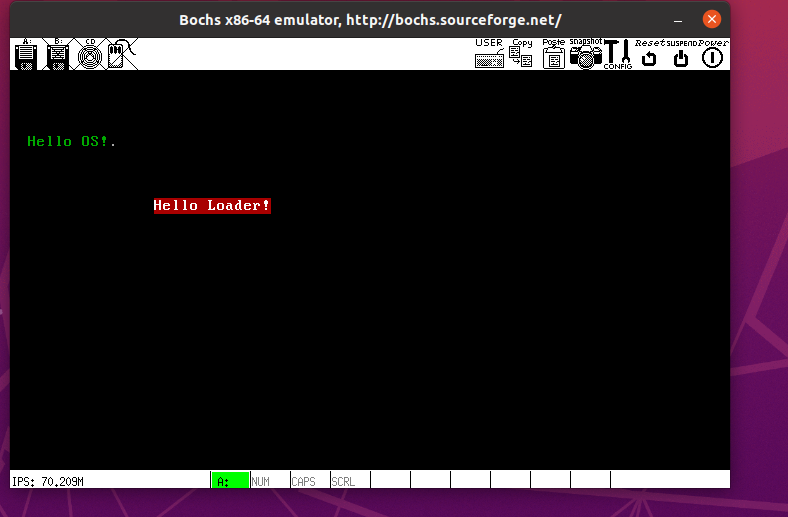 Bochs x86-64 emulator, http://bochs.sourceforge.net/
A: B: CD USER Copy Paste snapshot CONFIG Reset SUSPEND Power
Hello OS!.
Hello Loader!
IPS: 70.209M A: NUM CAPS SCRL